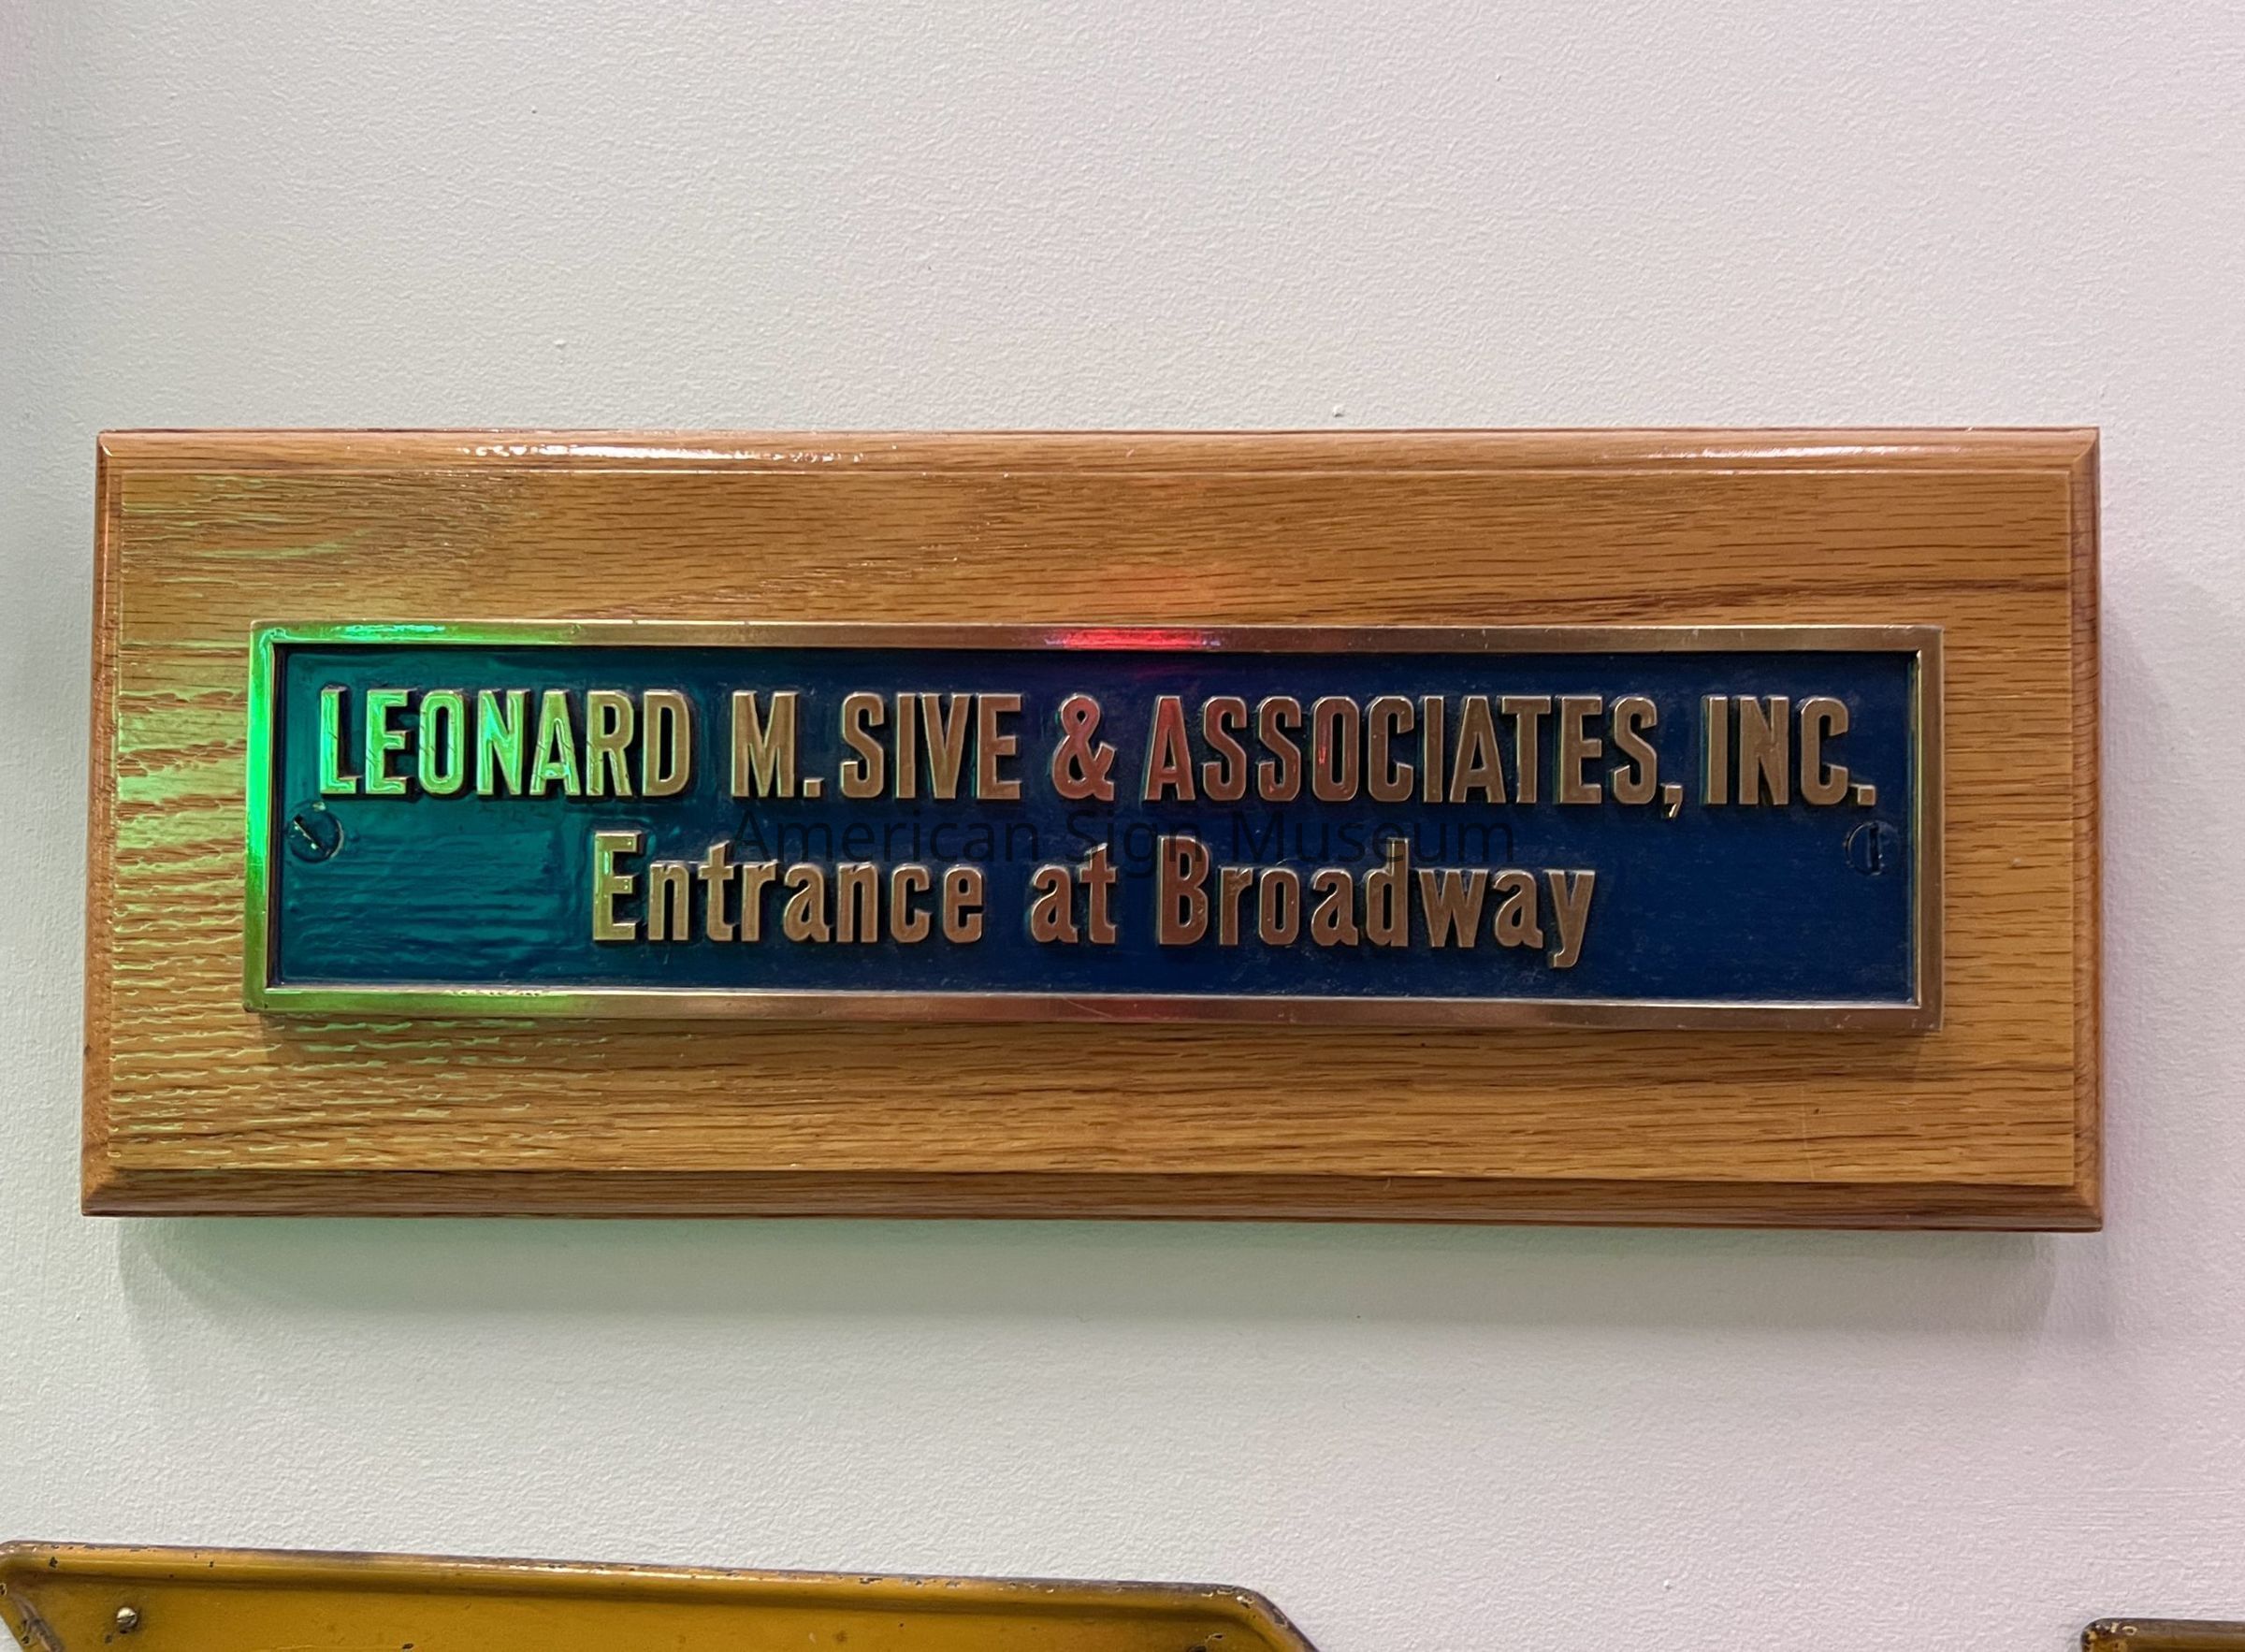 LEONARD M. SIVE & ASSOCIATES, INC.
American Sign Museum
Entrance at Broadway